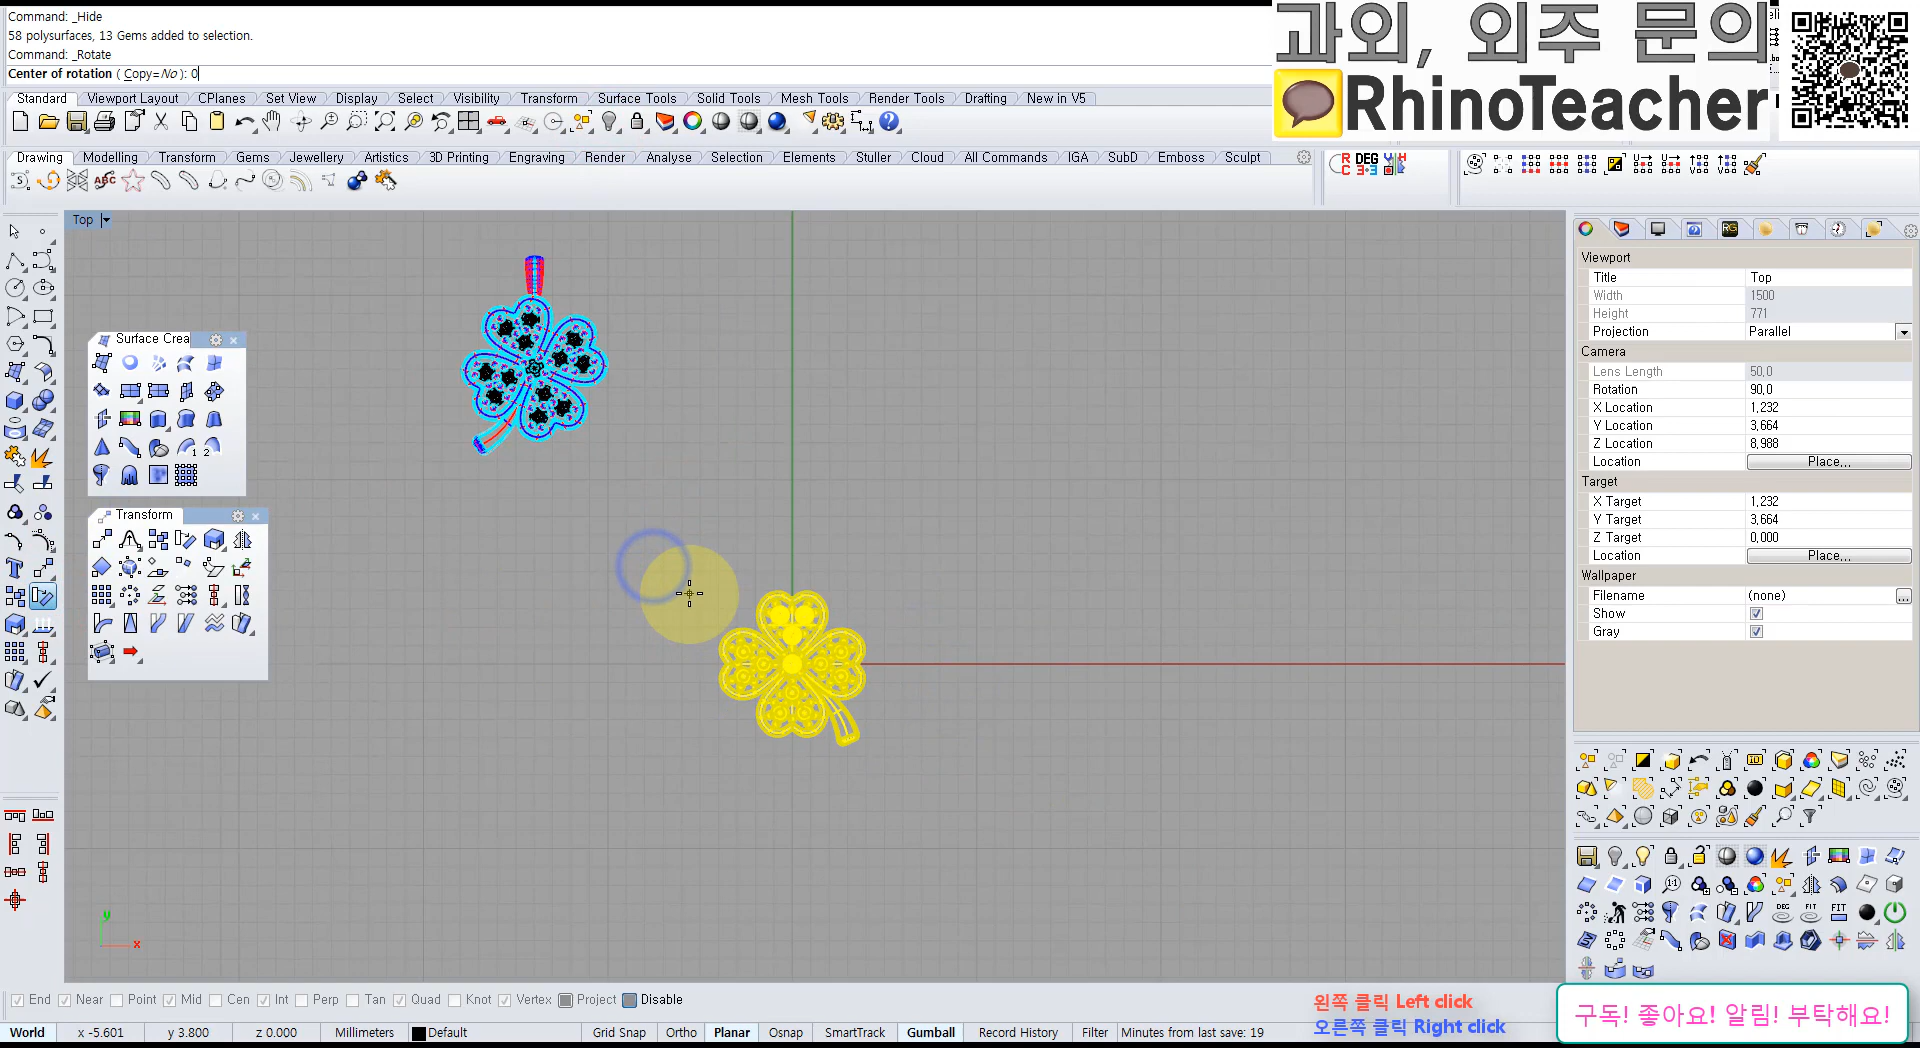 Command: _Hide
58 polysurfaces, 13 Gems added to selection.
Command: _Rotate
Center of rotation ( Copy=No ): 0
과외, 외주 문의
RhinoTeacher
Standard Viewport Layout CPlanes Set View Display Select Visibility Transform Surface Tools Solid Tools Mesh Tools Render Tools Drafting New in V5
Drawing Modelling Transform Gems Jewellery Artistics 3D Printing Engraving Render Analyse Selection Elements Stuller Cloud All Commands IGA SubD Emboss Sculpt
Top
Surface Crea
Transform
Viewport
Title Top
Width 1500
Height 771
Projection Parallel
Camera
Lens Length 50,0
Rotation 90,0
X Location 1,232
Y Location 3,664
Z Location 8,988
Location Place...
Target
X Target 1,232
Y Target 3,664
Z Target 0,000
Location Place...
Wallpaper
Filename (none) ...
Show
Gray
y
x
End Near Point Mid Cen Int Perp Tan Quad Knot Vertex Project Disable
왼쪽 클릭 Left click
오른쪽 클릭 Right click
구독! 좋아요! 알림! 부탁해요!
World x -5.601 y 3.800 z 0.000 Millimeters Default Grid Snap Ortho Planar Osnap SmartTrack Gumball Record History Filter Minutes from last save: 19